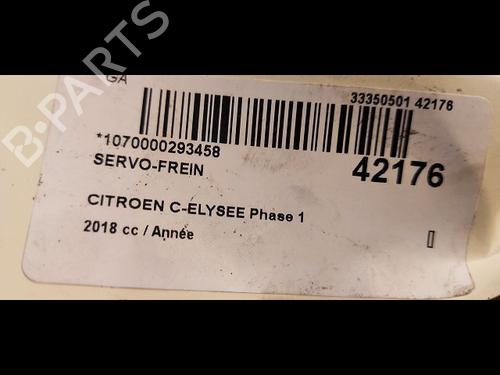 B-PARTS
GA
33350501 42176
*1070000293458
SERVO-FREIN
42176
CITROEN C-ELYSEE Phase 1
2018 cc / Année